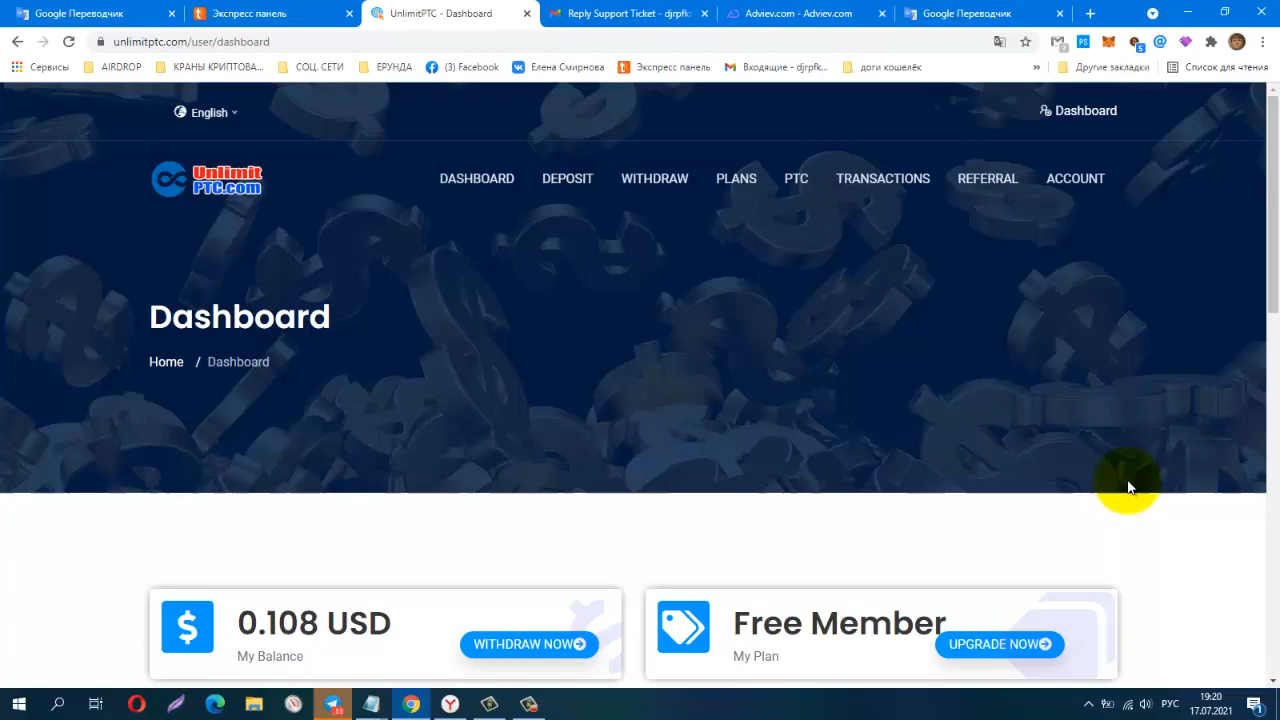 Google Переводчик
Экспресс панель
UnlimitPTC - Dashboard
Reply Support Ticket - djrpfk
Adviev.com - Adviev.com
Google Переводчик
unlimitptc.com/user/dashboard
Сервисы
AIRDROP
КРАНЫ КРИПТОВА...
СОЦ. СЕТИ
ЕРУНДА
(3) Facebook
Елена Смирнова
Экспресс панель
Входящие - djrpfk...
доги кошелёк
»
Другие закладки
Список для чтения
English
Dashboard
Unlimit
PTC.com
DASHBOARD
DEPOSIT
WITHDRAW
PLANS
PTC
TRANSACTIONS
REFERRAL
ACCOUNT
Dashboard
Home / Dashboard
0.108 USD
My Balance
WITHDRAW NOW
Free Member
My Plan
UPGRADE NOW
РУС
19:20
17.07.2021